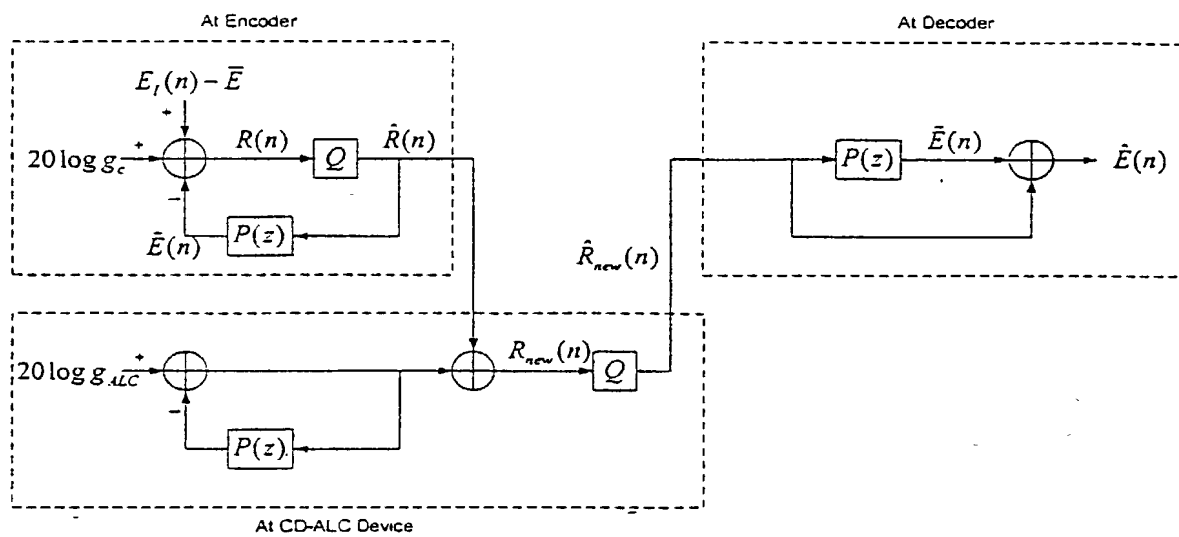 At Encoder
At Decoder
E_I(n) − Ē
+
+
20 log g_c
R(n)
Q
R̂(n)
−
Ẽ(n)
P(z)
P(z)
Ẽ(n)
Ê(n)
R̂_new(n)
+
20 log g_ALC
R_new(n)
Q
−
P(z)
At CD-ALC Device